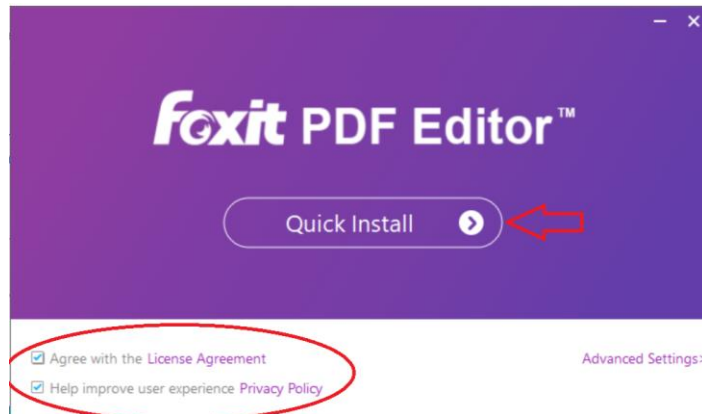 foxit PDF Editor™
Quick Install
Agree with the License Agreement
Advanced Settings>
Help improve user experience Privacy Policy